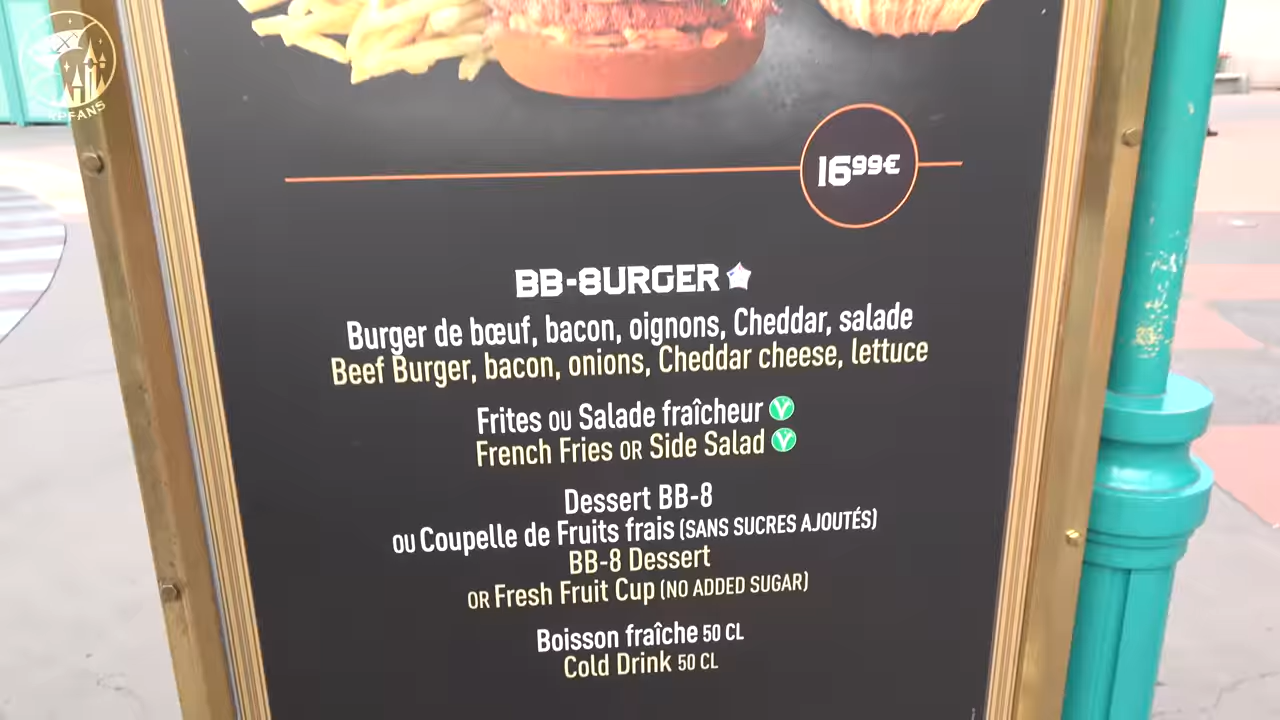 16,99€
BB-8URGER
Burger de bœuf, bacon, oignons, Cheddar, salade
Beef Burger, bacon, onions, Cheddar cheese, lettuce
Frites OU Salade fraîcheur V
French Fries OR Side Salad V
Dessert BB-8
OU Coupelle de Fruits frais (SANS SUCRES AJOUTÉS)
BB-8 Dessert
OR Fresh Fruit Cup (NO ADDED SUGAR)
Boisson fraîche 50 CL
Cold Drink 50 CL